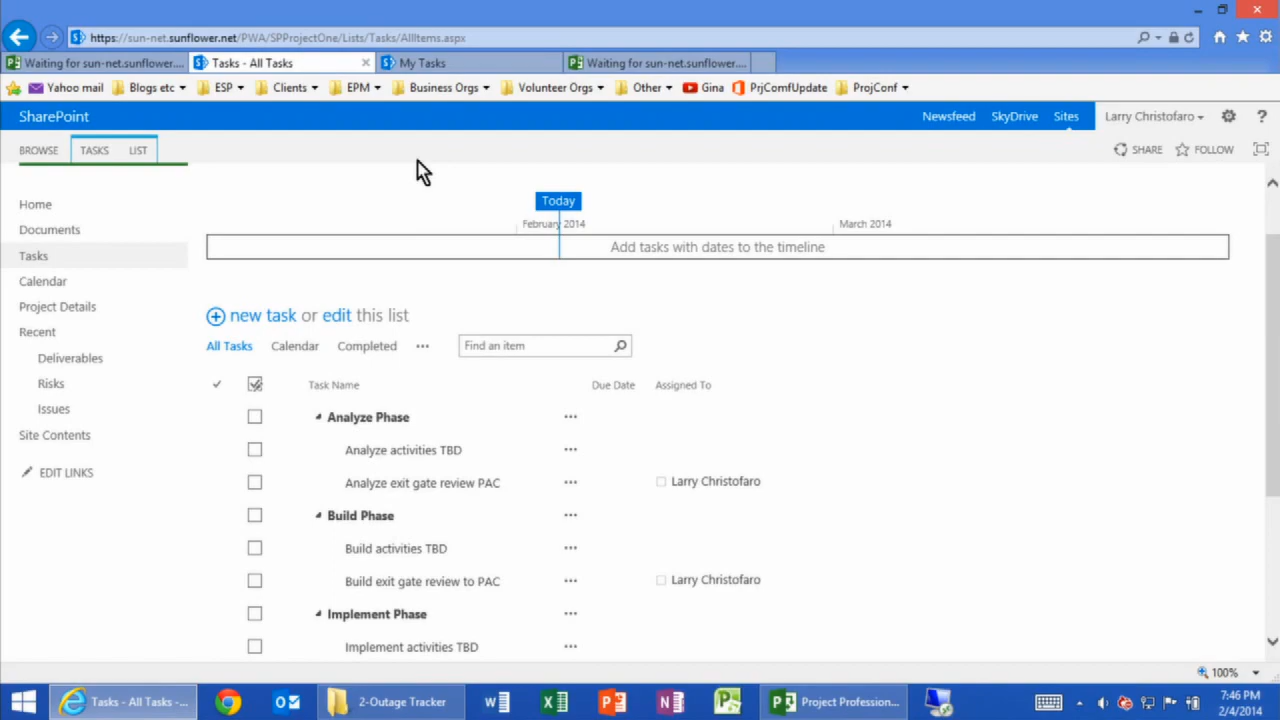 https://sun-net.sunflower.net/PWA/SPProjectOne/Lists/Tasks/AllItems.aspx
Waiting for sun-net.sunflower.... Tasks - All Tasks My Tasks Waiting for sun-net.sunflower....
Yahoo mail Blogs etc ESP Clients EPM Business Orgs Volunteer Orgs Other Gina PrjComfUpdate ProjConf
SharePoint Newsfeed SkyDrive Sites Larry Christofaro
BROWSE TASKS LIST SHARE FOLLOW
Home
Documents
Tasks
Calendar
Project Details
Recent
Deliverables
Risks
Issues
Site Contents
EDIT LINKS
Today
February 2014 March 2014
Add tasks with dates to the timeline
new task or edit this list
All Tasks Calendar Completed ••• Find an item
Task Name Due Date Assigned To
Analyze Phase •••
Analyze activities TBD •••
Analyze exit gate review PAC ••• Larry Christofaro
Build Phase •••
Build activities TBD •••
Build exit gate review to PAC ••• Larry Christofaro
Implement Phase •••
Implement activities TBD •••
100%
Tasks - All Tasks -... 2-Outage Tracker Project Profession... 7:46 PM
2/4/2014